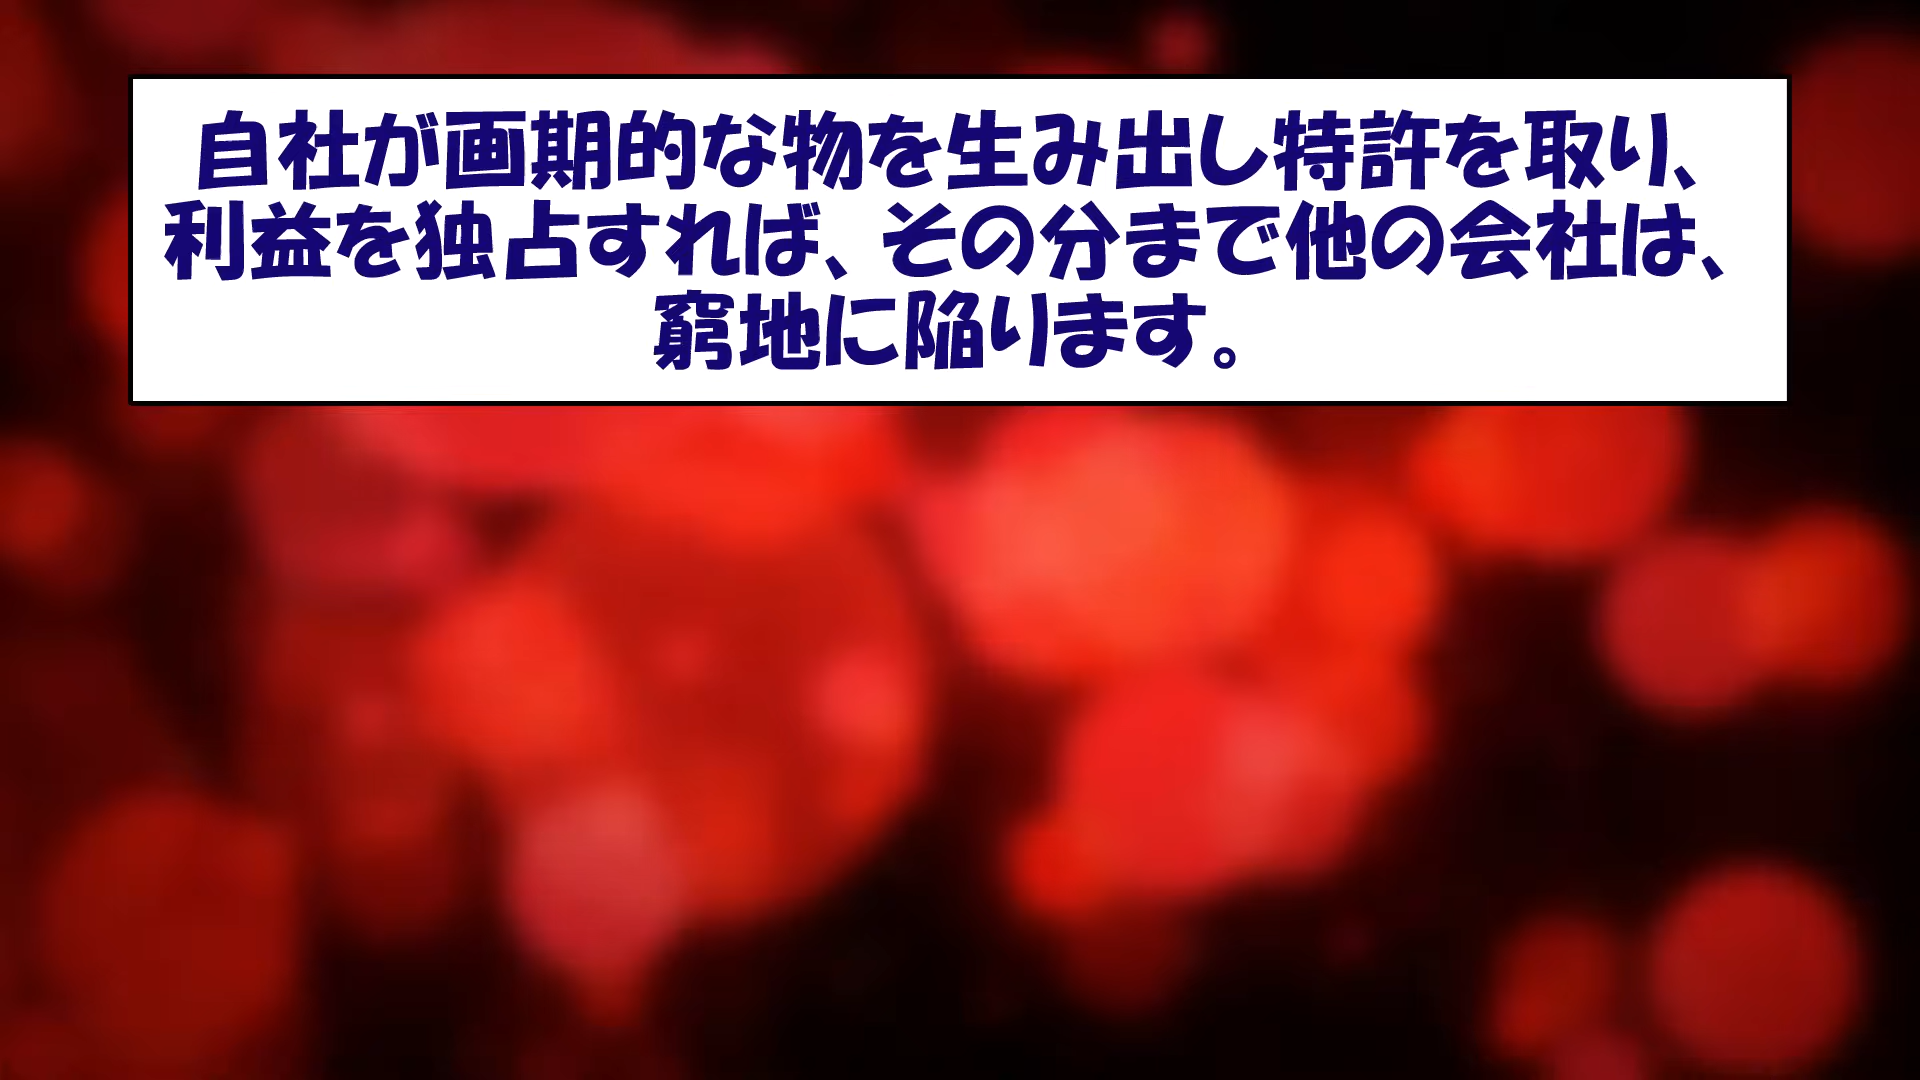 自社が画期的な物を生み出し特許を取り、
利益を独占すれば、その分まで他の会社は、
窮地に陥ります。